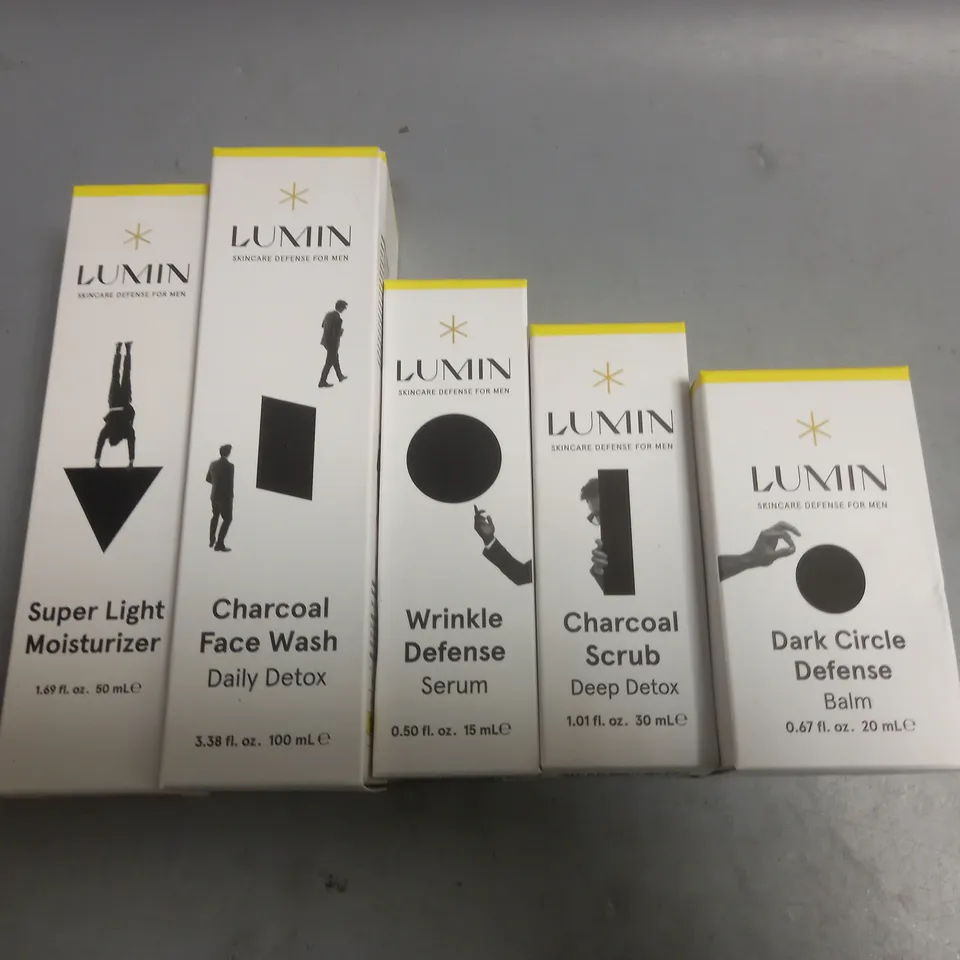 LUMIN
SKINCARE DEFENSE FOR MEN
Super Light
Moisturizer
1.69 fl. oz. 50 mL℮
LUMIN
SKINCARE DEFENSE FOR MEN
Charcoal
Face Wash
Daily Detox
3.38 fl. oz. 100 mL℮
LUMIN
SKINCARE DEFENSE FOR MEN
Wrinkle
Defense
Serum
0.50 fl. oz. 15 mL℮
LUMIN
SKINCARE DEFENSE FOR MEN
Charcoal
Scrub
Deep Detox
1.01 fl. oz. 30 mL℮
LUMIN
SKINCARE DEFENSE FOR MEN
Dark Circle
Defense
Balm
0.67 fl. oz. 20 mL℮